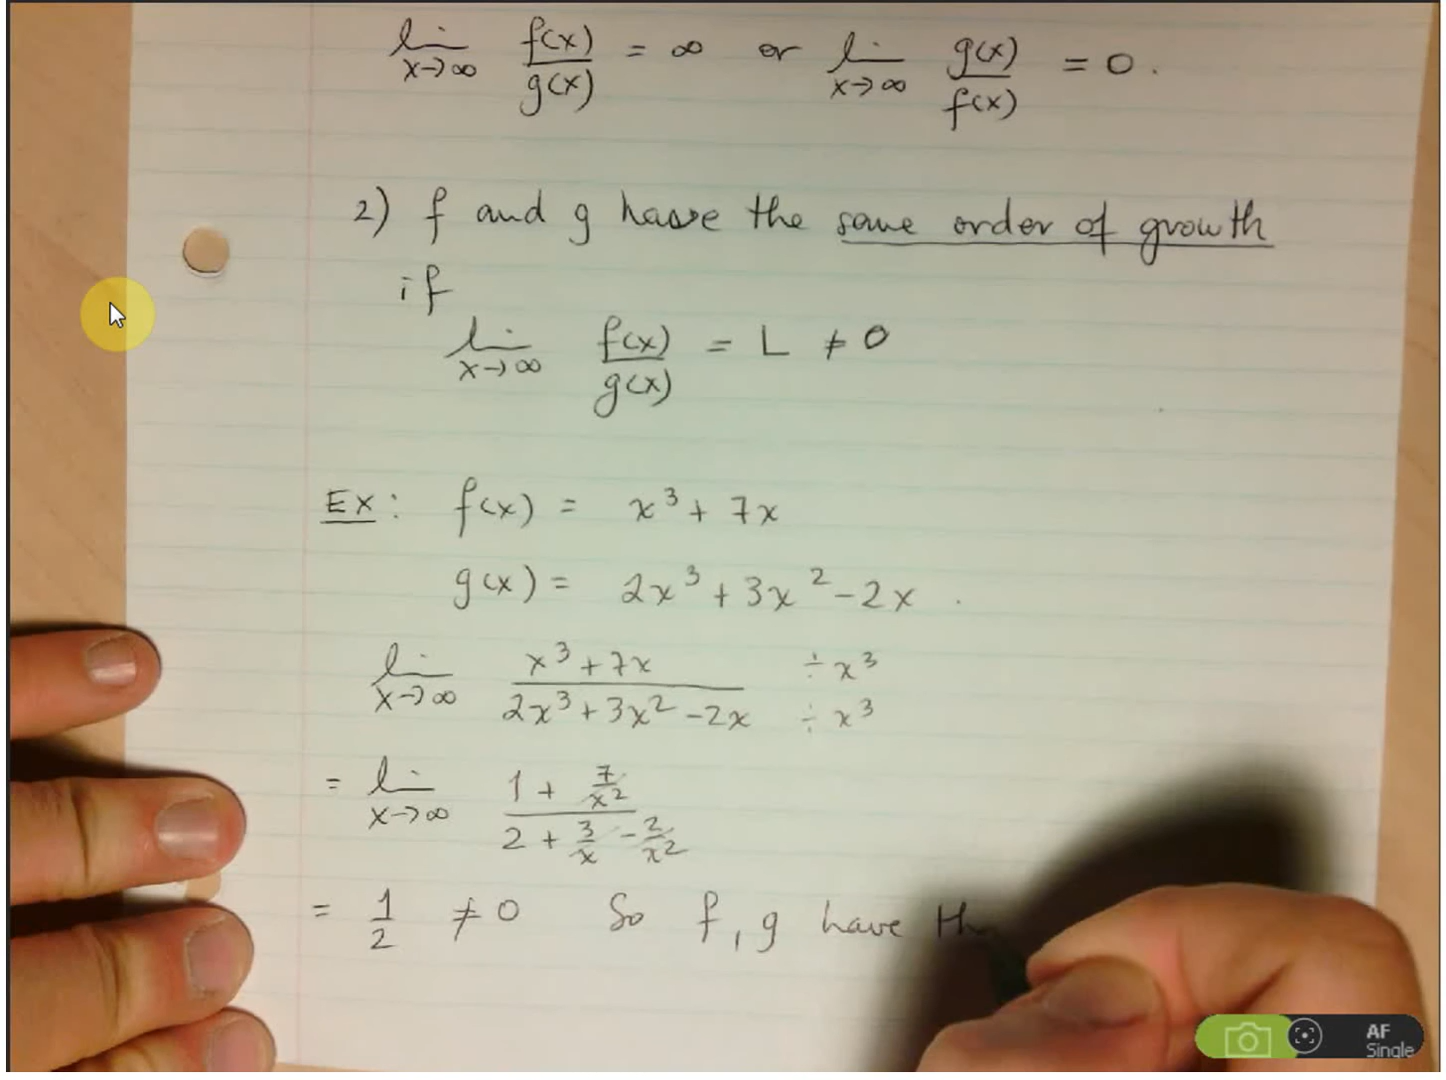 lim x→∞ f(x)/g(x) = ∞ or lim x→∞ g(x)/f(x) = 0.
2) f and g have the same order of growth
if
lim x→∞ f(x)/g(x) = L ≠ 0
Ex: f(x) = x³ + 7x
g(x) = 2x³ + 3x² - 2x.
lim x→∞ (x³ + 7x)/(2x³ + 3x² - 2x) ÷ x³ ÷ x³
= lim x→∞ (1 + 7/x²)/(2 + 3/x - 2/x²)
= 1/2 ≠ 0 So f, g have th
AF
Single